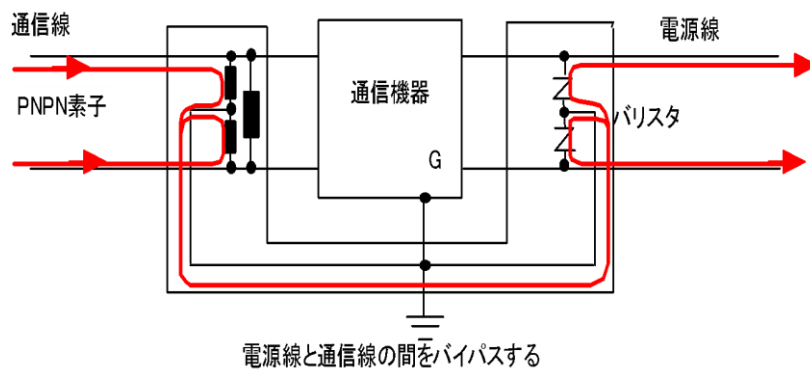 通信線
電源線
通信機器
PNPN素子
バリスタ
G
電源線と通信線の間をバイパスする